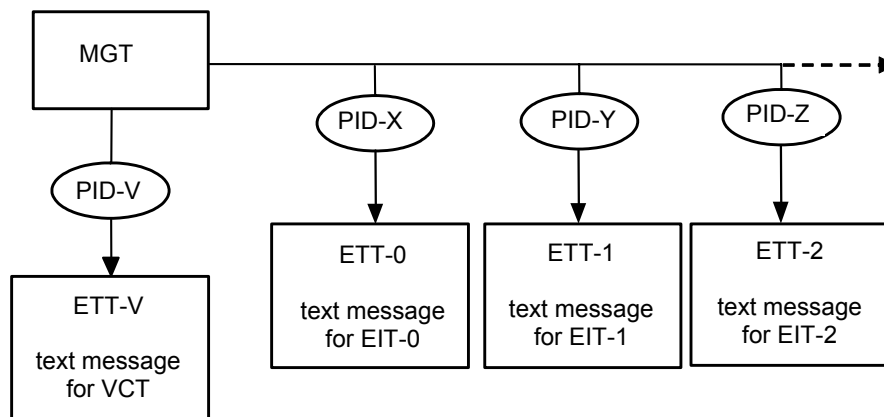 MGT
PID-X
PID-Y
PID-Z
PID-V
ETT-0
text message
for EIT-0
ETT-1
text message
for EIT-1
ETT-2
text message
for EIT-2
ETT-V
text message
for VCT